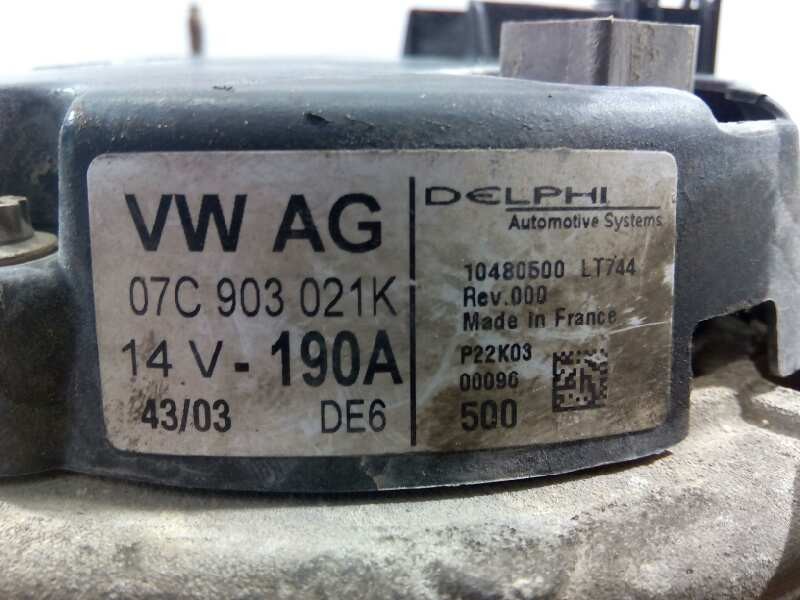 VW AG
07C 903 021K
14 V - 190A
43/03 DE6
DELPHI
Automotive Systems
10480500 LT744
Rev.000
Made in France
P22K03
00096
500